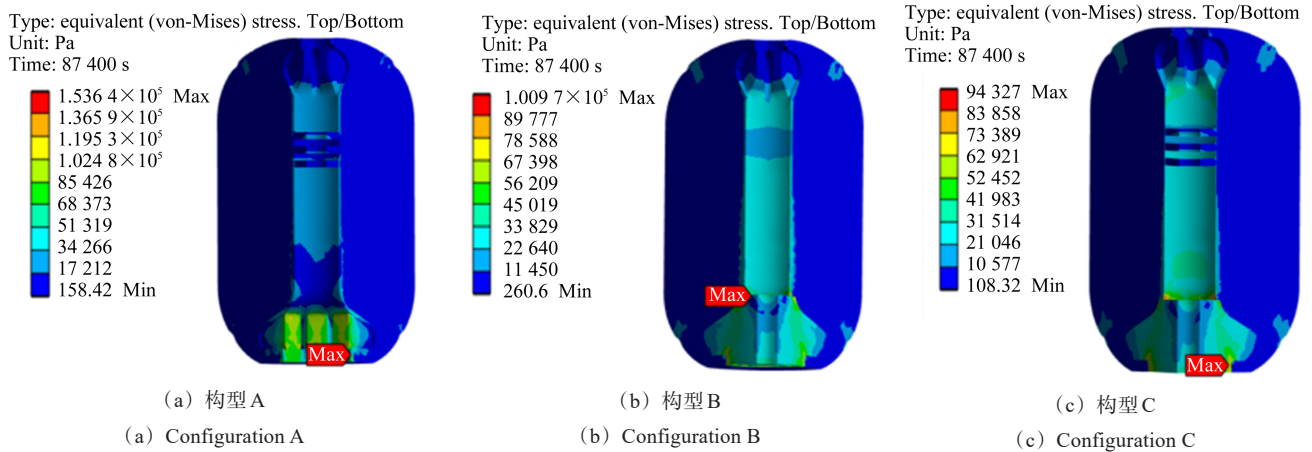 Type: equivalent (von-Mises) stress. Top/Bottom
Unit: Pa
Time: 87 400 s
1.536 4×10⁵ Max
1.365 9×10⁵
1.195 3×10⁵
1.024 8×10⁵
85 426
68 373
51 319
34 266
17 212
158.42 Min
Max
(a) 构型A
(a) Configuration A
Type: equivalent (von-Mises) stress. Top/Bottom
Unit: Pa
Time: 87 400 s
1.009 7×10⁵ Max
89 777
78 588
67 398
56 209
45 019
33 829
22 640
11 450
260.6 Min
Max
(b) 构型B
(b) Configuration B
Type: equivalent (von-Mises) stress. Top/Bottom
Unit: Pa
Time: 87 400 s
94 327 Max
83 858
73 389
62 921
52 452
41 983
31 514
21 046
10 577
108.32 Min
Max
(c) 构型C
(c) Configuration C